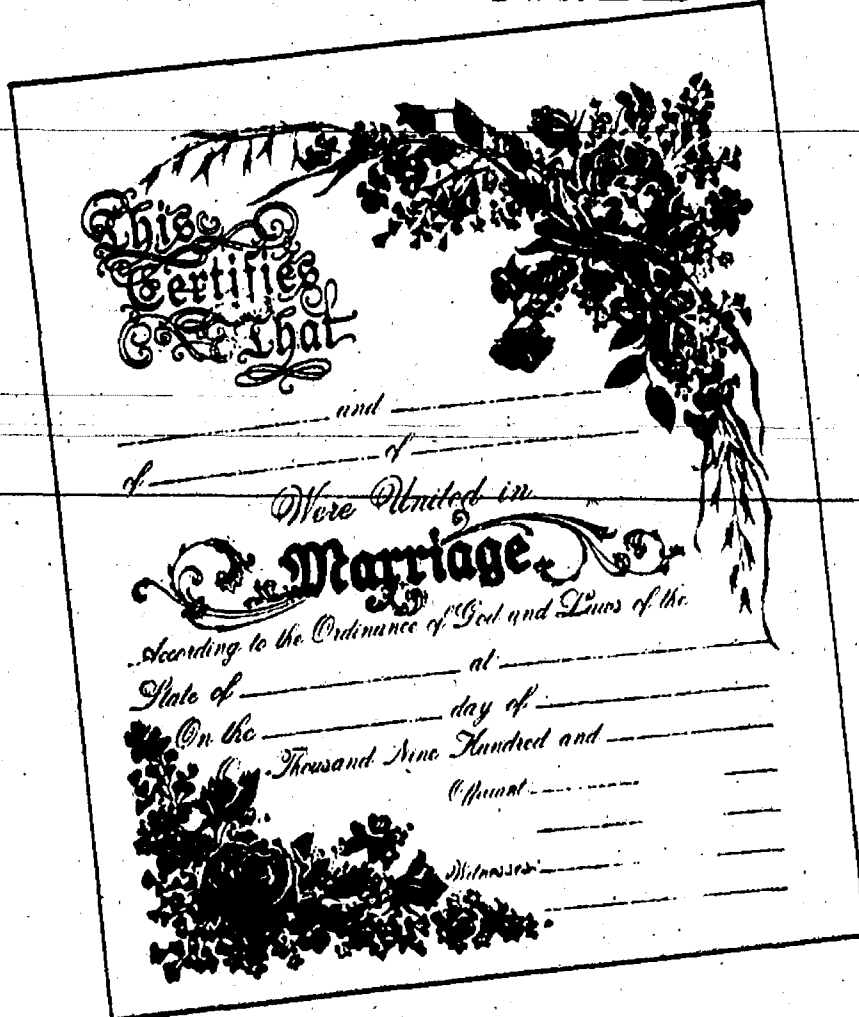 This
Certifies
that
and
of of
Were United in
Marriage
According to the Ordinance of God and Laws of the
State of at
On the day of
Thousand Nine Hundred and
Officiant
Witnesses